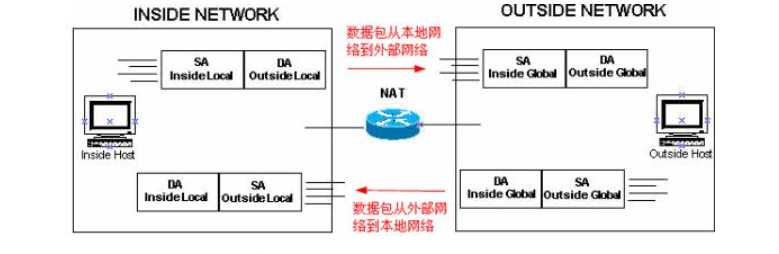 INSIDE NETWORK
OUTSIDE NETWORK
数据包从本地网
络到外部网络
SA
Inside Local
DA
Outside Local
SA
Inside Global
DA
Outside Global
NAT
Inside Host
Outside Host
DA
Inside Local
SA
Outside Local
DA
Inside Global
SA
Outside Global
数据包从外部网
络到本地网络